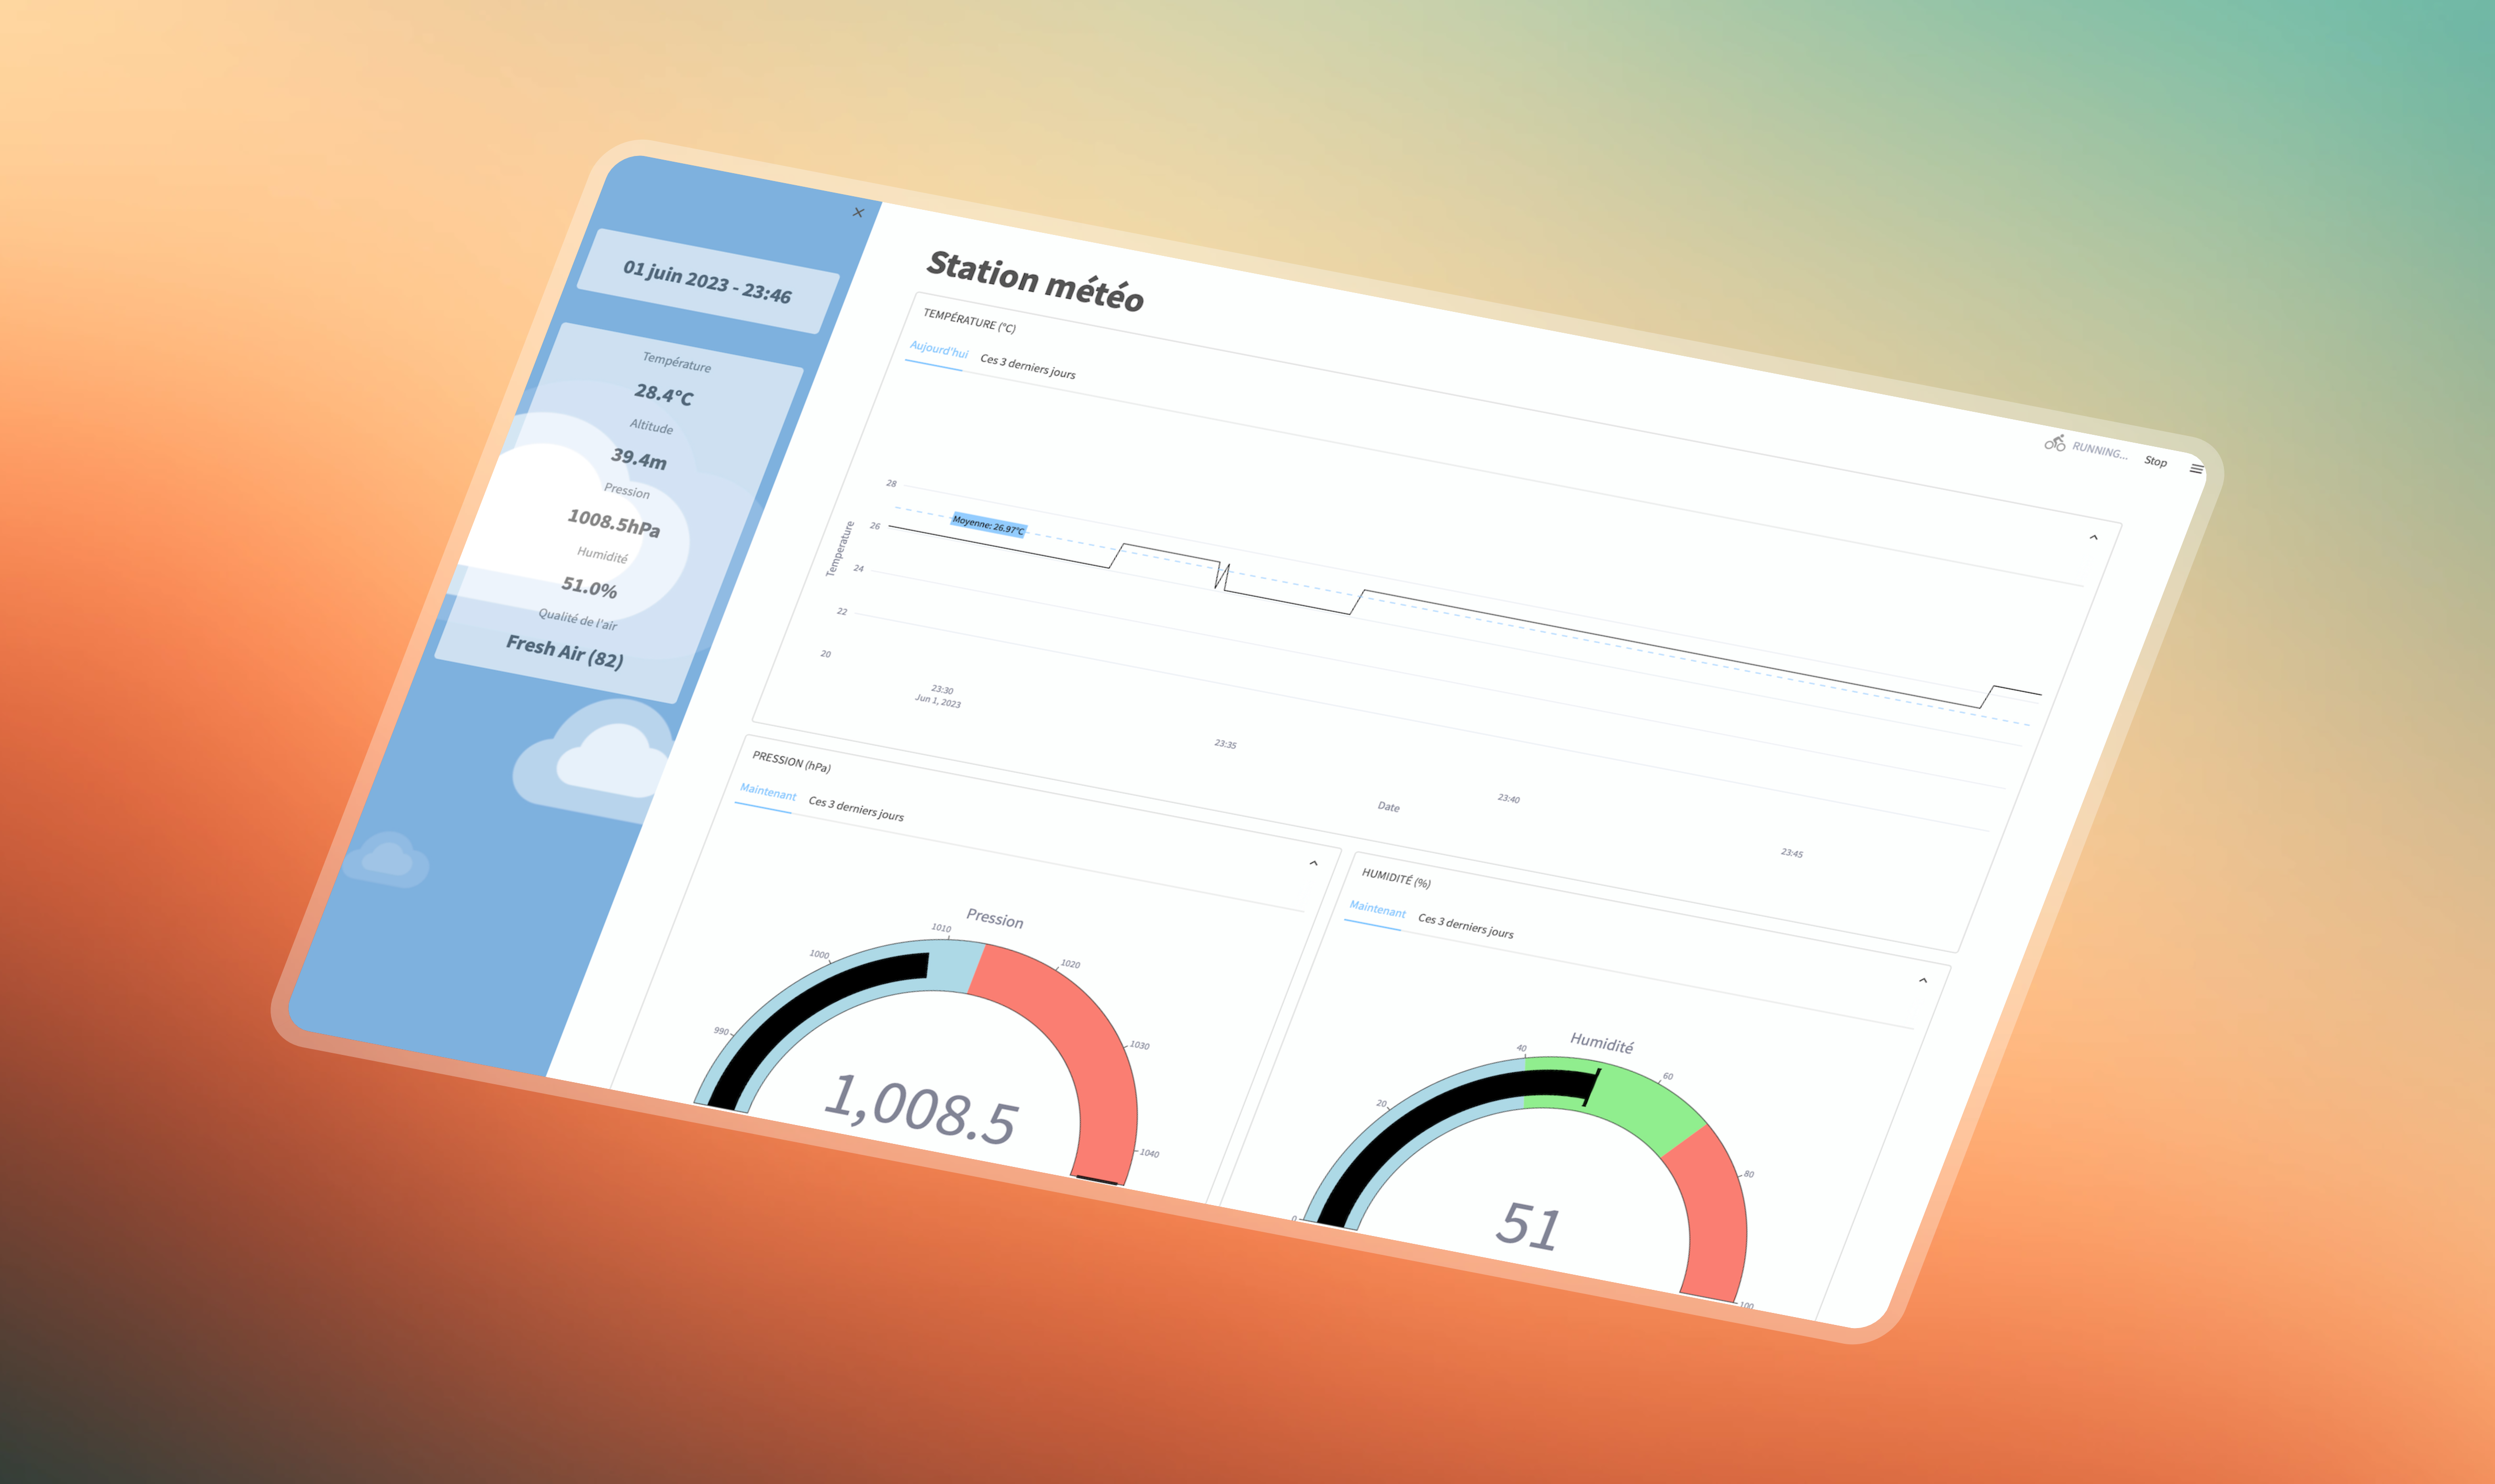 01 juin 2023 - 23:46
Température
28.4°C
Altitude
39.4m
Pression
1008.5hPa
Humidité
51.0%
Qualité de l'air
Fresh Air (82)
RUNNING...
Stop
Station météo
TEMPÉRATURE (°C)
Aujourd'hui
Ces 3 derniers jours
Temperature
28
26
24
22
20
Moyenne: 26.97°C
23:30
Jun 1, 2023
23:35
23:40
23:45
Date
PRESSION (hPa)
Maintenant
Ces 3 derniers jours
Pression
990
1000
1010
1020
1030
1040
1,008.5
HUMIDITÉ (%)
Maintenant
Ces 3 derniers jours
Humidité
0
20
40
60
80
100
51